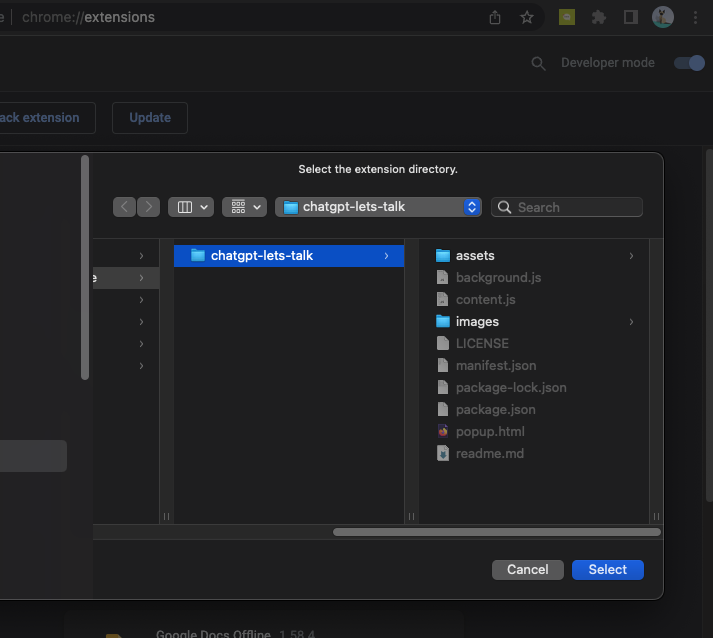 chrome://extensions
Developer mode
ack extension
Update
Select the extension directory.
chatgpt-lets-talk
Search
chatgpt-lets-talk
assets
background.js
content.js
images
LICENSE
manifest.json
package-lock.json
package.json
popup.html
readme.md
Cancel
Select
Google Docs Offline 1.58.4